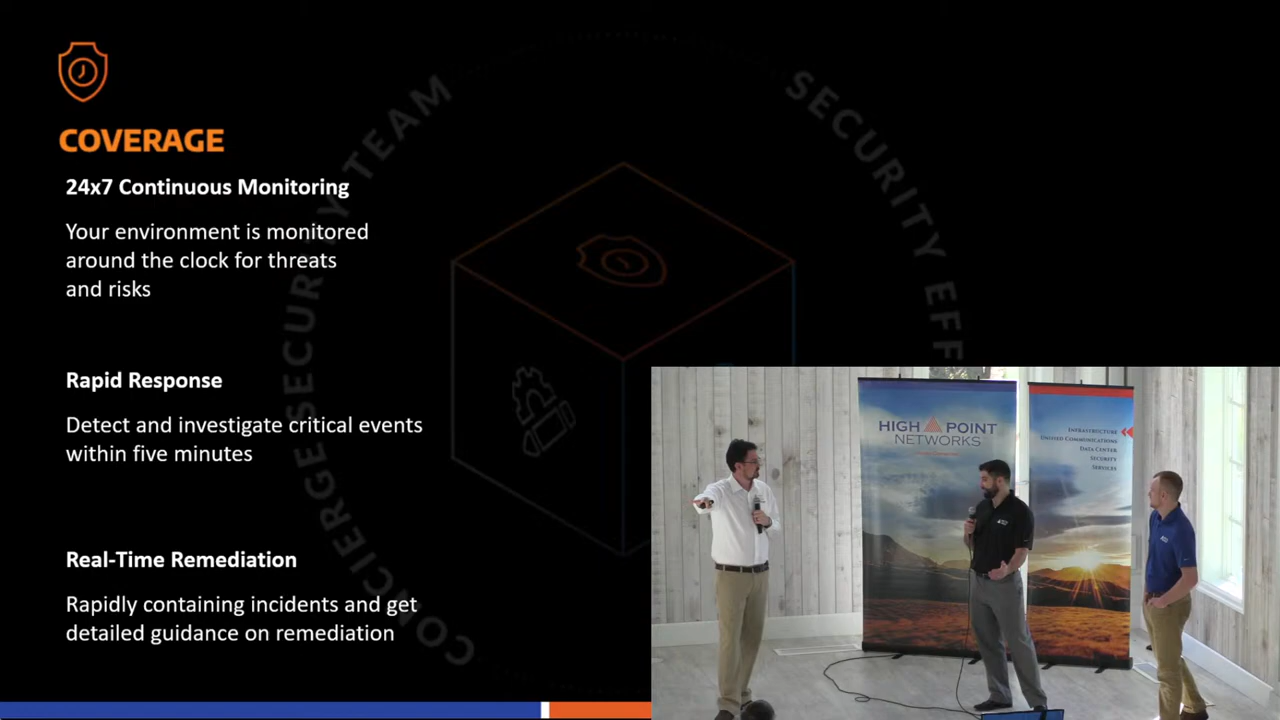 COVERAGE
24x7 Continuous Monitoring
Your environment is monitored
around the clock for threats
and risks
Rapid Response
Detect and investigate critical events
within five minutes
Real-Time Remediation
Rapidly containing incidents and get
detailed guidance on remediation
CONCIERGE SECURITY TEAM
SECURITY
HIGH POINT
NETWORKS
INFRASTRUCTURE
UNIFIED COMMUNICATIONS
DATA CENTER
SECURITY
SERVICES